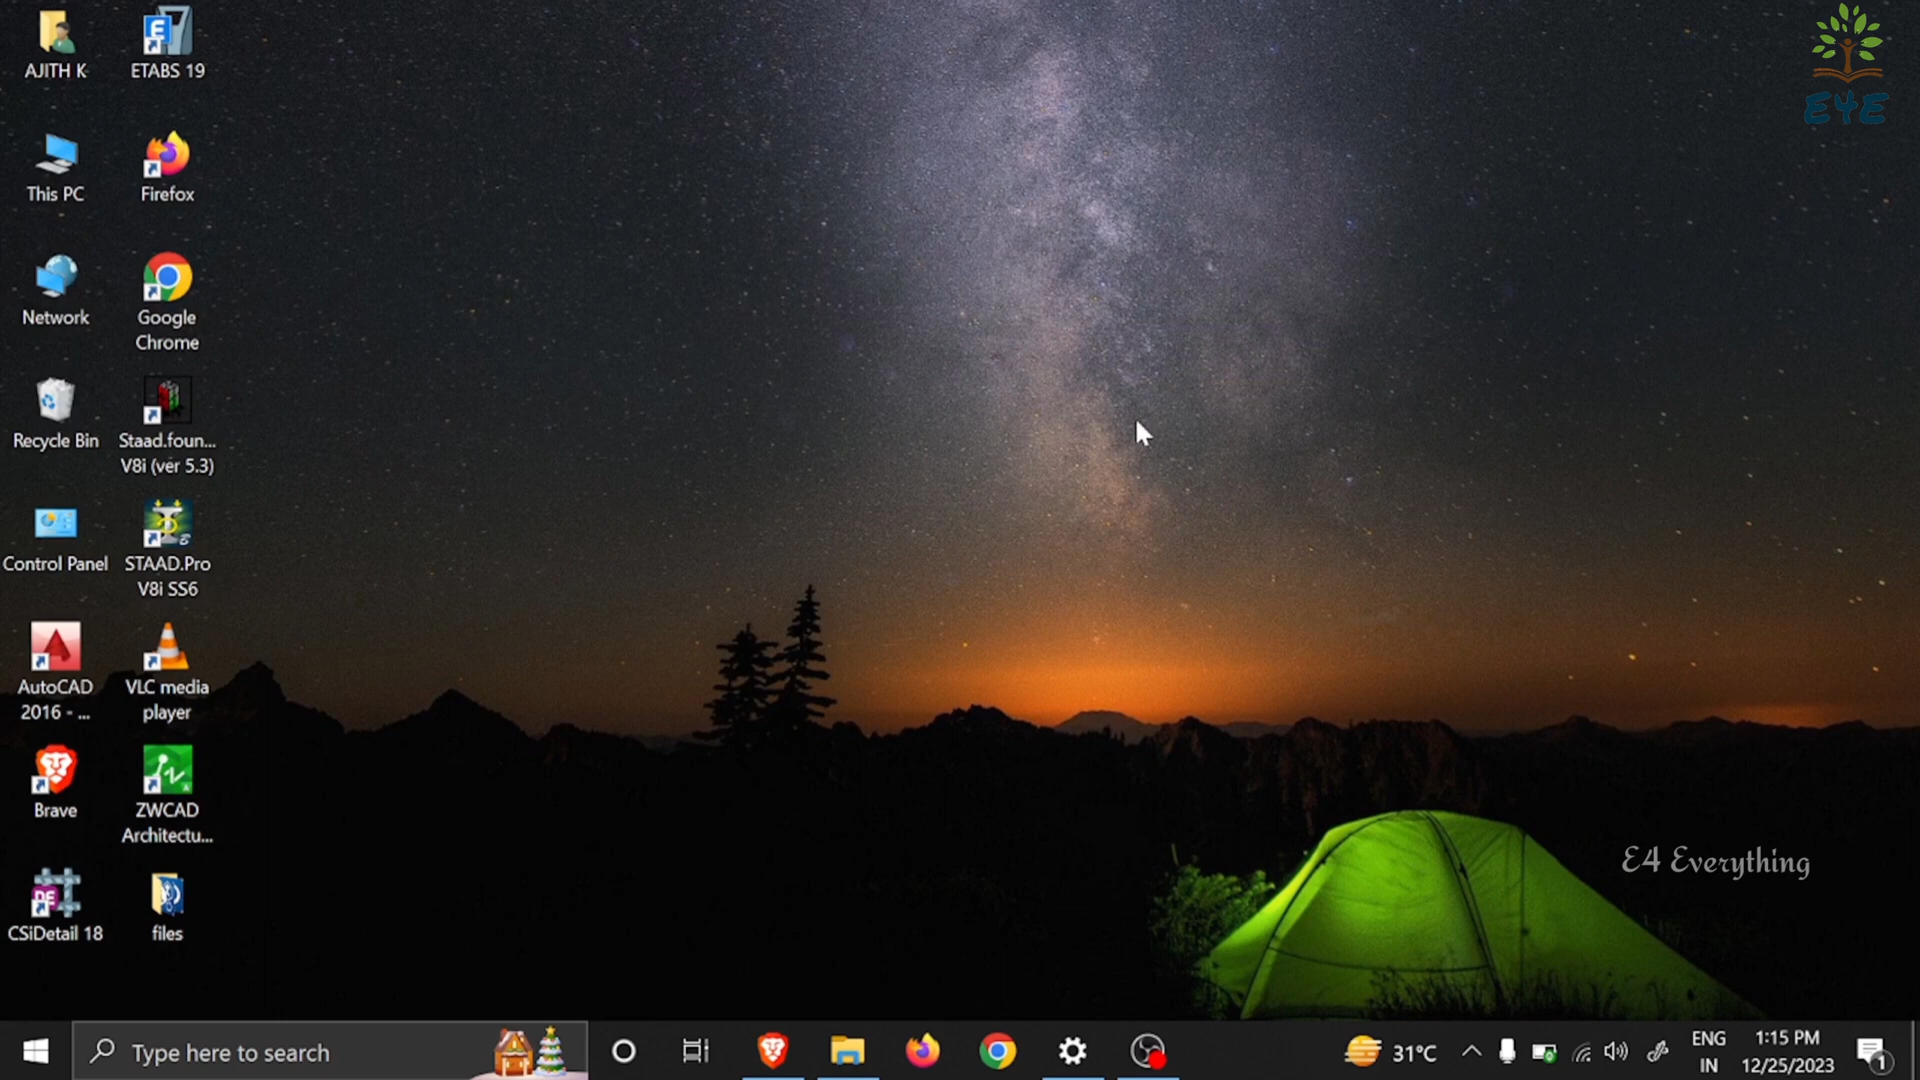 AJITH K
ETABS 19
E4E
This PC
Firefox
Network
Google
Chrome
Recycle Bin
Staad.foun...
V8i (ver 5.3)
Control Panel
STAAD.Pro
V8i SS6
AutoCAD
2016 - ...
VLC media
player
Brave
ZWCAD
Architectu...
E4 Everything
CSiDetail 18
files
Type here to search
31°C
ENG
IN
1:15 PM
12/25/2023
1